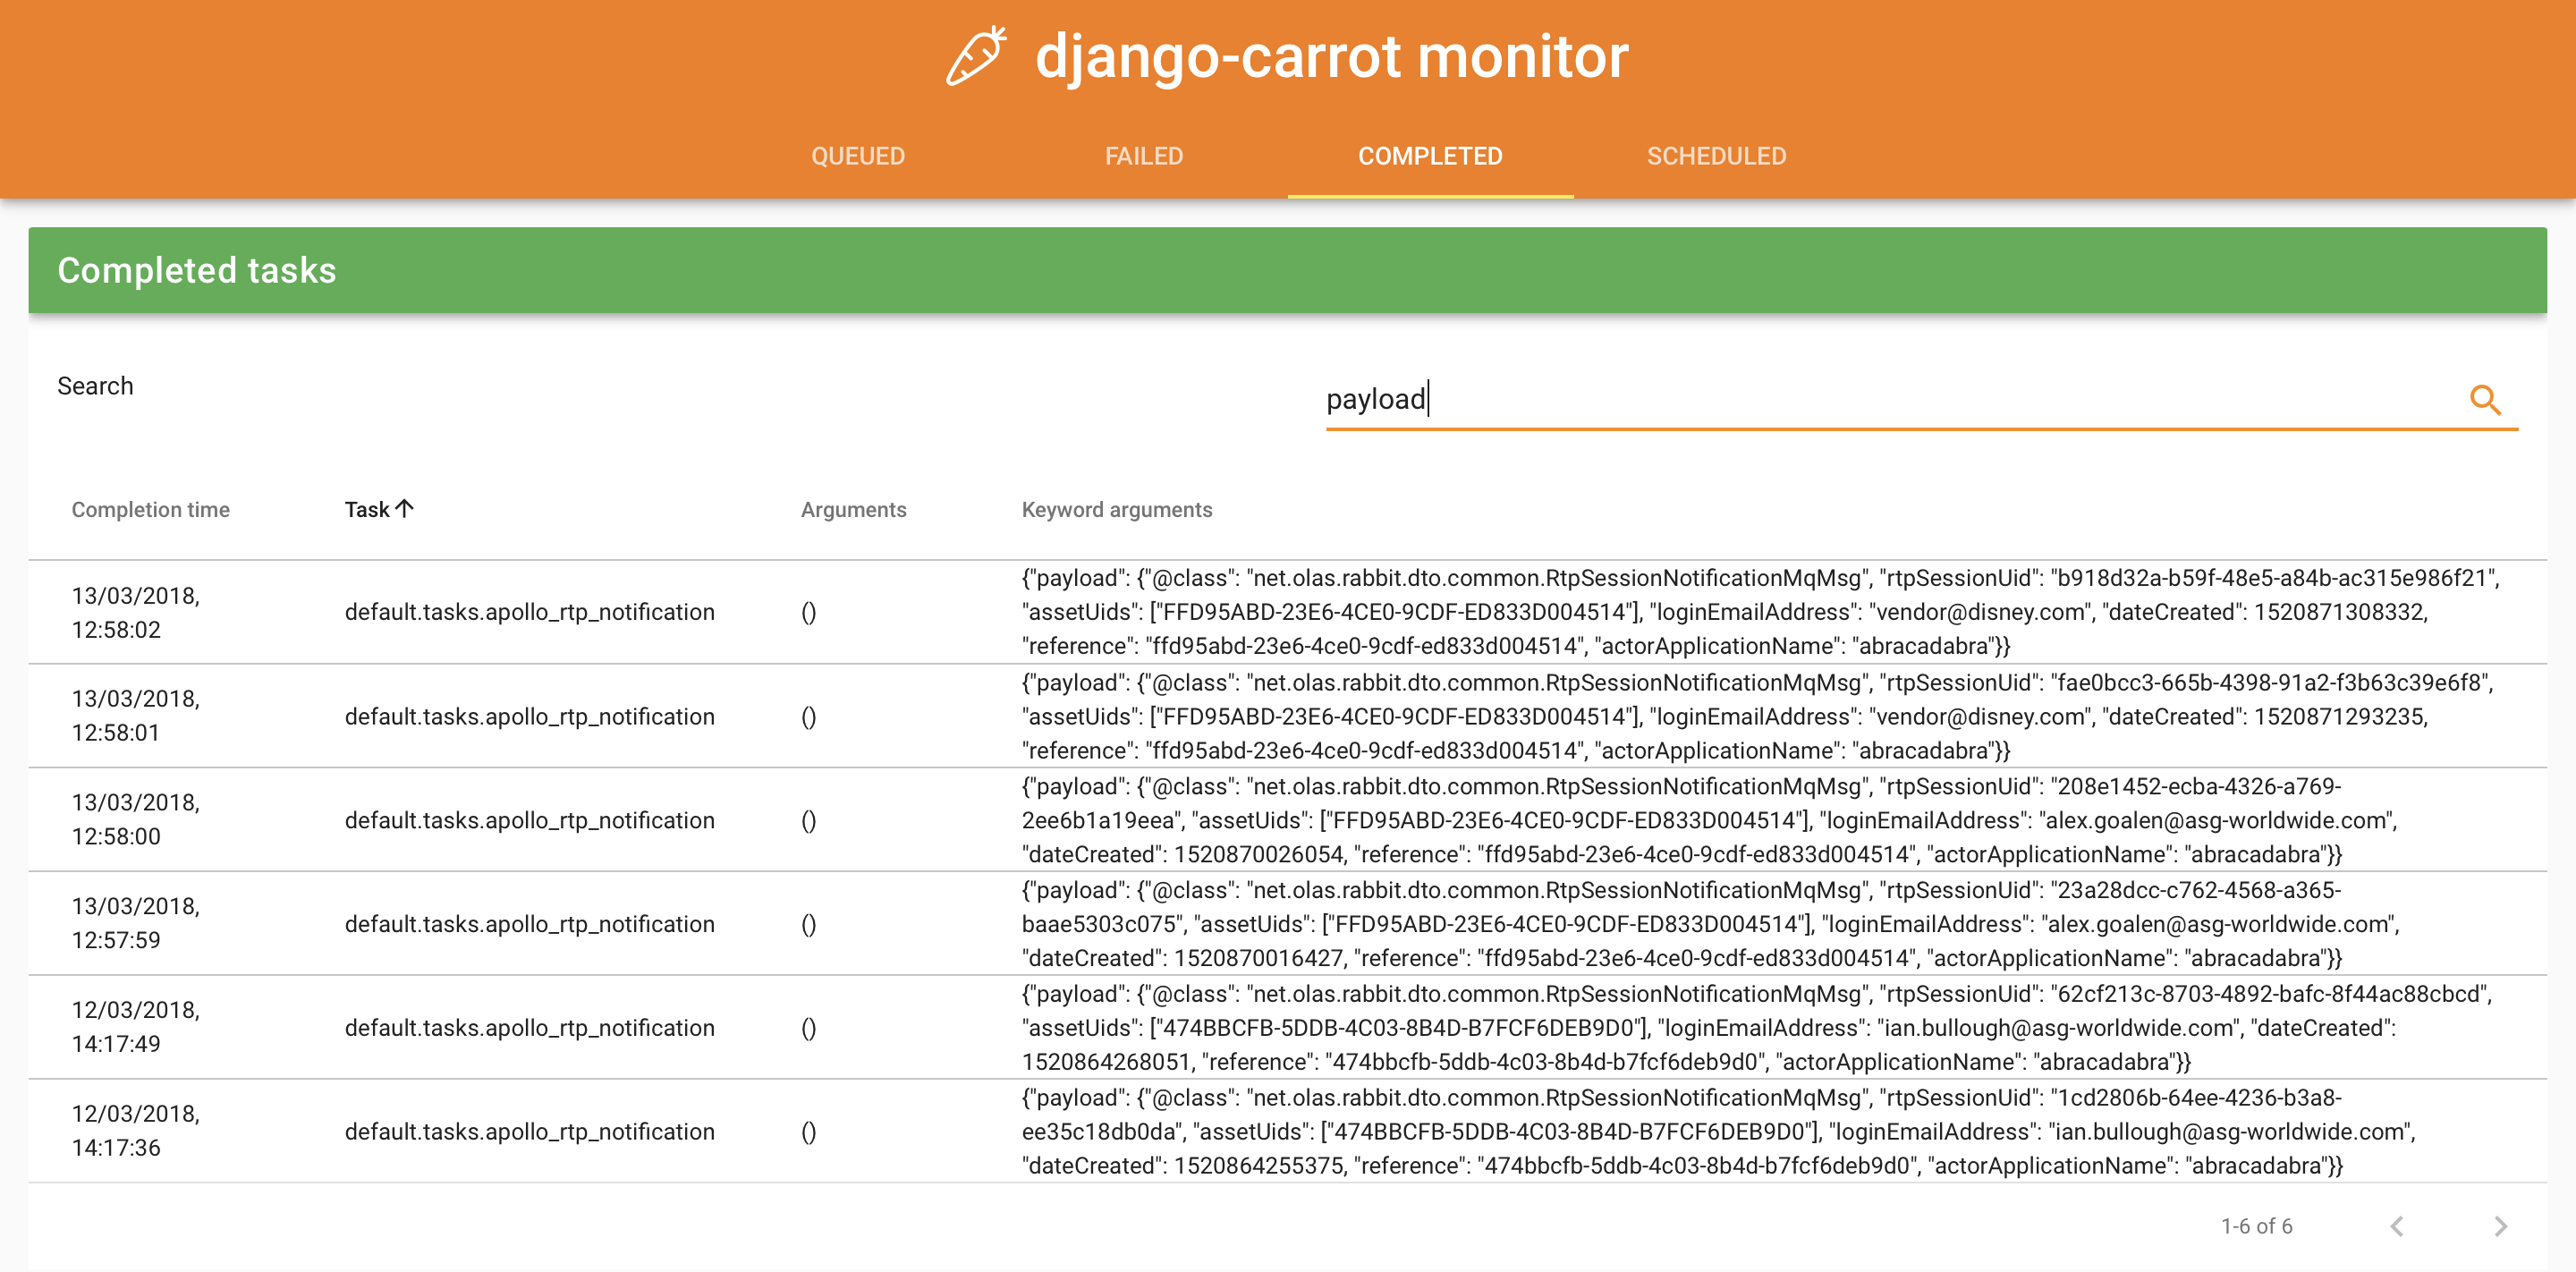 django-carrot monitor
QUEUED FAILED COMPLETED SCHEDULED
Completed tasks
Search
payload
Completion time Task Arguments Keyword arguments
13/03/2018,
12:58:02
default.tasks.apollo_rtp_notification
()
{"payload": {"@class": "net.olas.rabbit.dto.common.RtpSessionNotificationMqMsg", "rtpSessionUid": "b918d32a-b59f-48e5-a84b-ac315e986f21",
"assetUids": ["FFD95ABD-23E6-4CE0-9CDF-ED833D004514"], "loginEmailAddress": "vendor@disney.com", "dateCreated": 1520871308332,
"reference": "ffd95abd-23e6-4ce0-9cdf-ed833d004514", "actorApplicationName": "abracadabra"}}
13/03/2018,
12:58:01
default.tasks.apollo_rtp_notification
()
{"payload": {"@class": "net.olas.rabbit.dto.common.RtpSessionNotificationMqMsg", "rtpSessionUid": "fae0bcc3-665b-4398-91a2-f3b63c39e6f8",
"assetUids": ["FFD95ABD-23E6-4CE0-9CDF-ED833D004514"], "loginEmailAddress": "vendor@disney.com", "dateCreated": 1520871293235,
"reference": "ffd95abd-23e6-4ce0-9cdf-ed833d004514", "actorApplicationName": "abracadabra"}}
13/03/2018,
12:58:00
default.tasks.apollo_rtp_notification
()
{"payload": {"@class": "net.olas.rabbit.dto.common.RtpSessionNotificationMqMsg", "rtpSessionUid": "208e1452-ecba-4326-a769-
2ee6b1a19eea", "assetUids": ["FFD95ABD-23E6-4CE0-9CDF-ED833D004514"], "loginEmailAddress": "alex.goalen@asg-worldwide.com",
"dateCreated": 1520870026054, "reference": "ffd95abd-23e6-4ce0-9cdf-ed833d004514", "actorApplicationName": "abracadabra"}}
13/03/2018,
12:57:59
default.tasks.apollo_rtp_notification
()
{"payload": {"@class": "net.olas.rabbit.dto.common.RtpSessionNotificationMqMsg", "rtpSessionUid": "23a28dcc-c762-4568-a365-
baae5303c075", "assetUids": ["FFD95ABD-23E6-4CE0-9CDF-ED833D004514"], "loginEmailAddress": "alex.goalen@asg-worldwide.com",
"dateCreated": 1520870016427, "reference": "ffd95abd-23e6-4ce0-9cdf-ed833d004514", "actorApplicationName": "abracadabra"}}
12/03/2018,
14:17:49
default.tasks.apollo_rtp_notification
()
{"payload": {"@class": "net.olas.rabbit.dto.common.RtpSessionNotificationMqMsg", "rtpSessionUid": "62cf213c-8703-4892-bafc-8f44ac88cbcd",
"assetUids": ["474BBCFB-5DDB-4C03-8B4D-B7FCF6DEB9D0"], "loginEmailAddress": "ian.bullough@asg-worldwide.com", "dateCreated":
1520864268051, "reference": "474bbcfb-5ddb-4c03-8b4d-b7fcf6deb9d0", "actorApplicationName": "abracadabra"}}
12/03/2018,
14:17:36
default.tasks.apollo_rtp_notification
()
{"payload": {"@class": "net.olas.rabbit.dto.common.RtpSessionNotificationMqMsg", "rtpSessionUid": "1cd2806b-64ee-4236-b3a8-
ee35c18db0da", "assetUids": ["474BBCFB-5DDB-4C03-8B4D-B7FCF6DEB9D0"], "loginEmailAddress": "ian.bullough@asg-worldwide.com",
"dateCreated": 1520864255375, "reference": "474bbcfb-5ddb-4c03-8b4d-b7fcf6deb9d0", "actorApplicationName": "abracadabra"}}
1-6 of 6